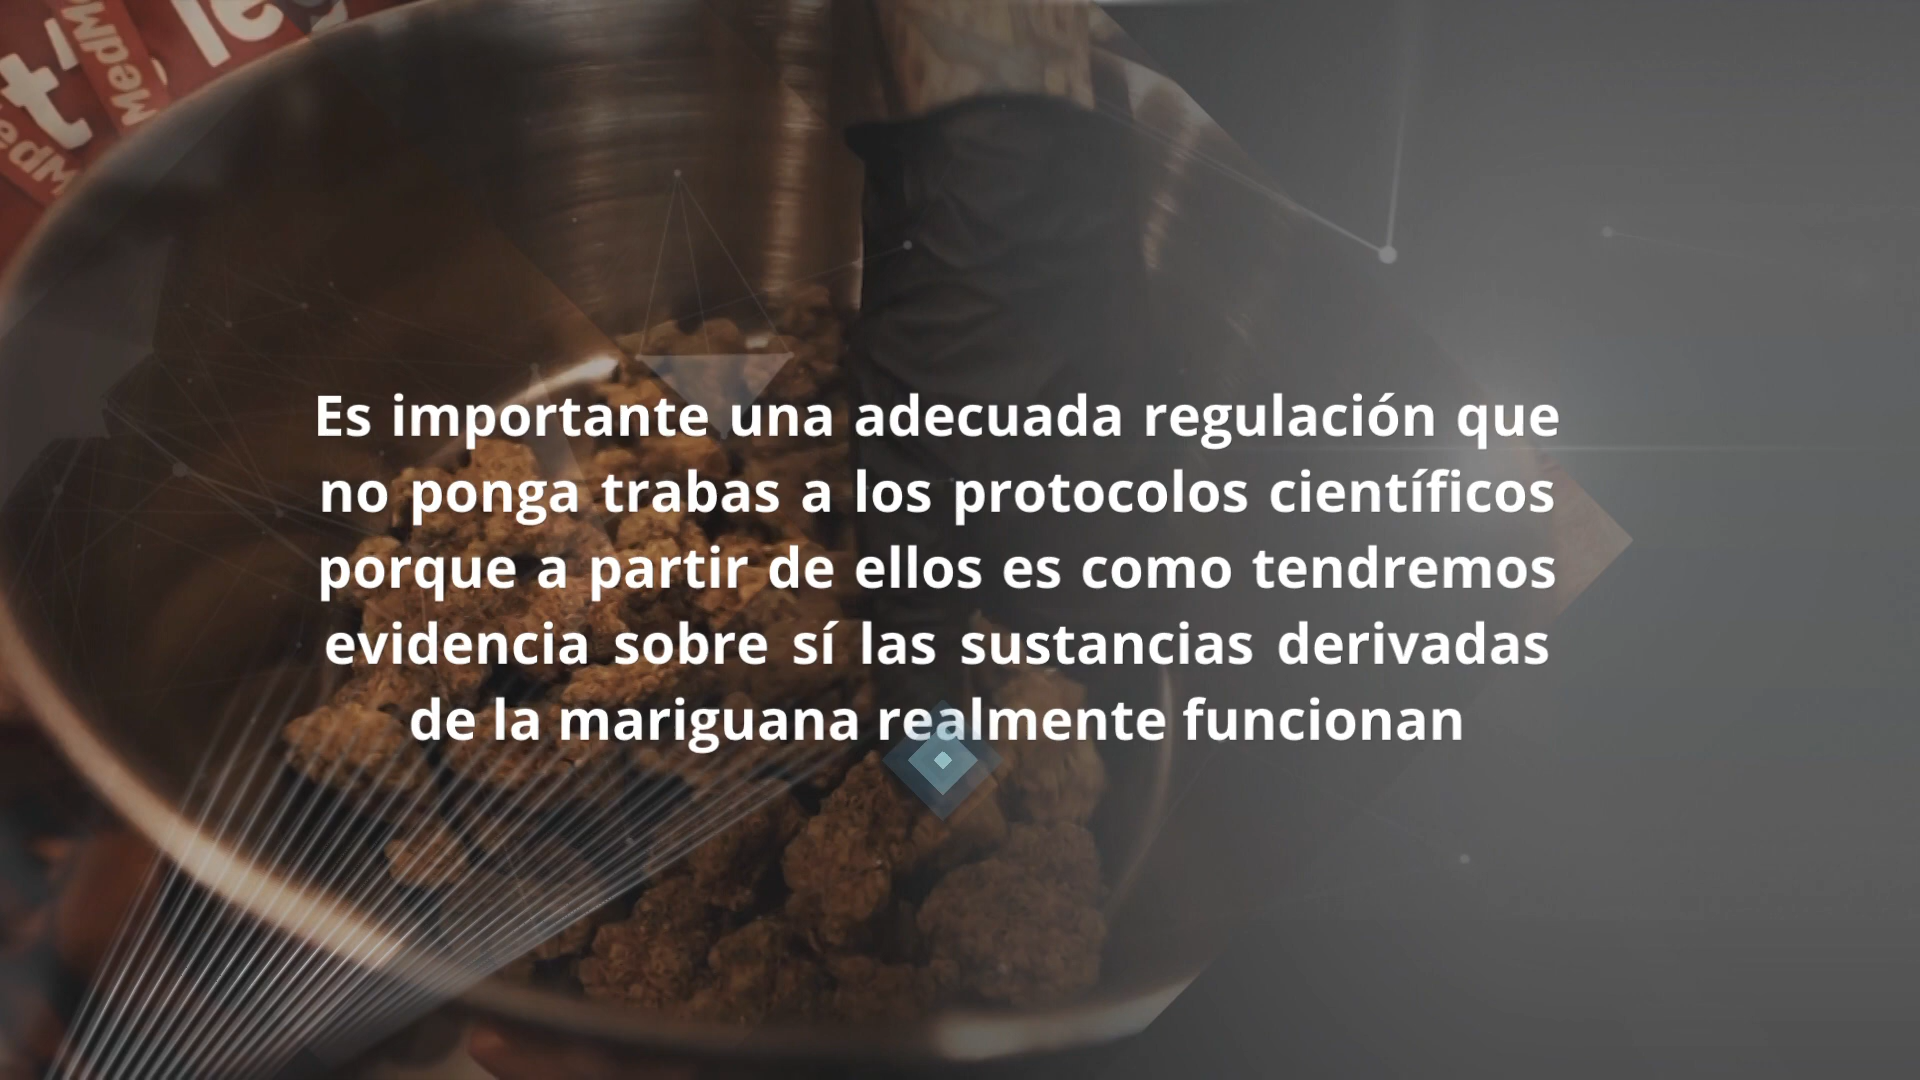 Es importante una adecuada regulación que
no ponga trabas a los protocolos científicos
porque a partir de ellos es como tendremos
evidencia sobre sí las sustancias derivadas
de la mariguana realmente funcionan